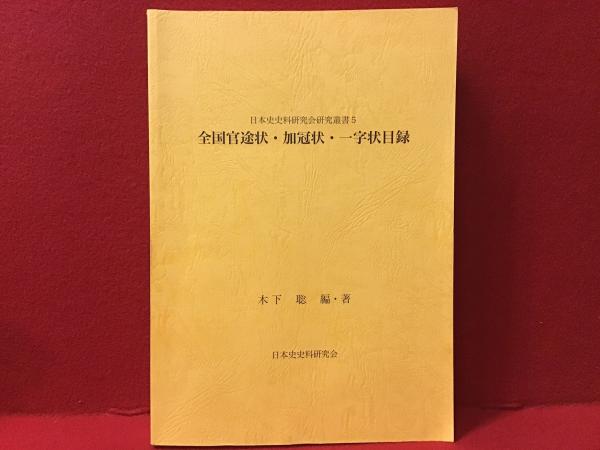 日本史史料研究会研究叢書5
全国官途状・加冠状・一字状目録
木下 聡 編・著
日本史史料研究会